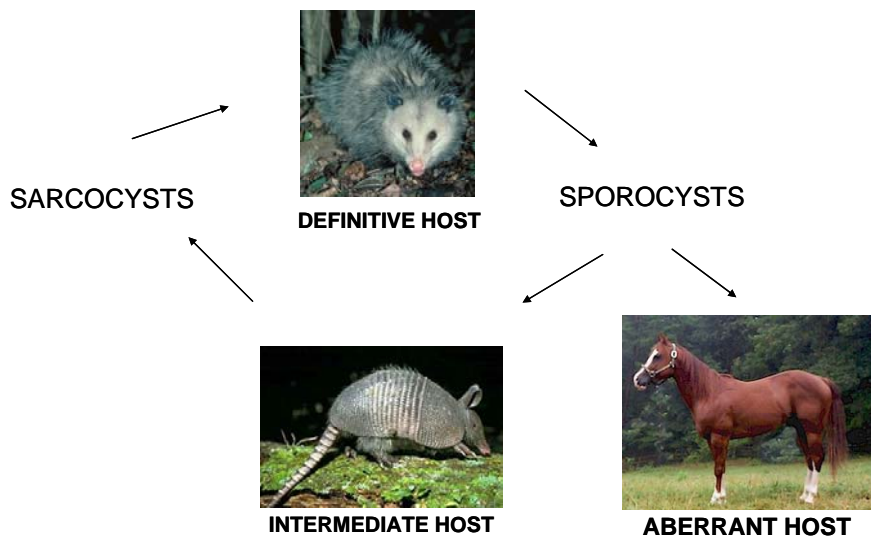 SARCOCYSTS
DEFINITIVE HOST
SPOROCYSTS
INTERMEDIATE HOST
ABERRANT HOST